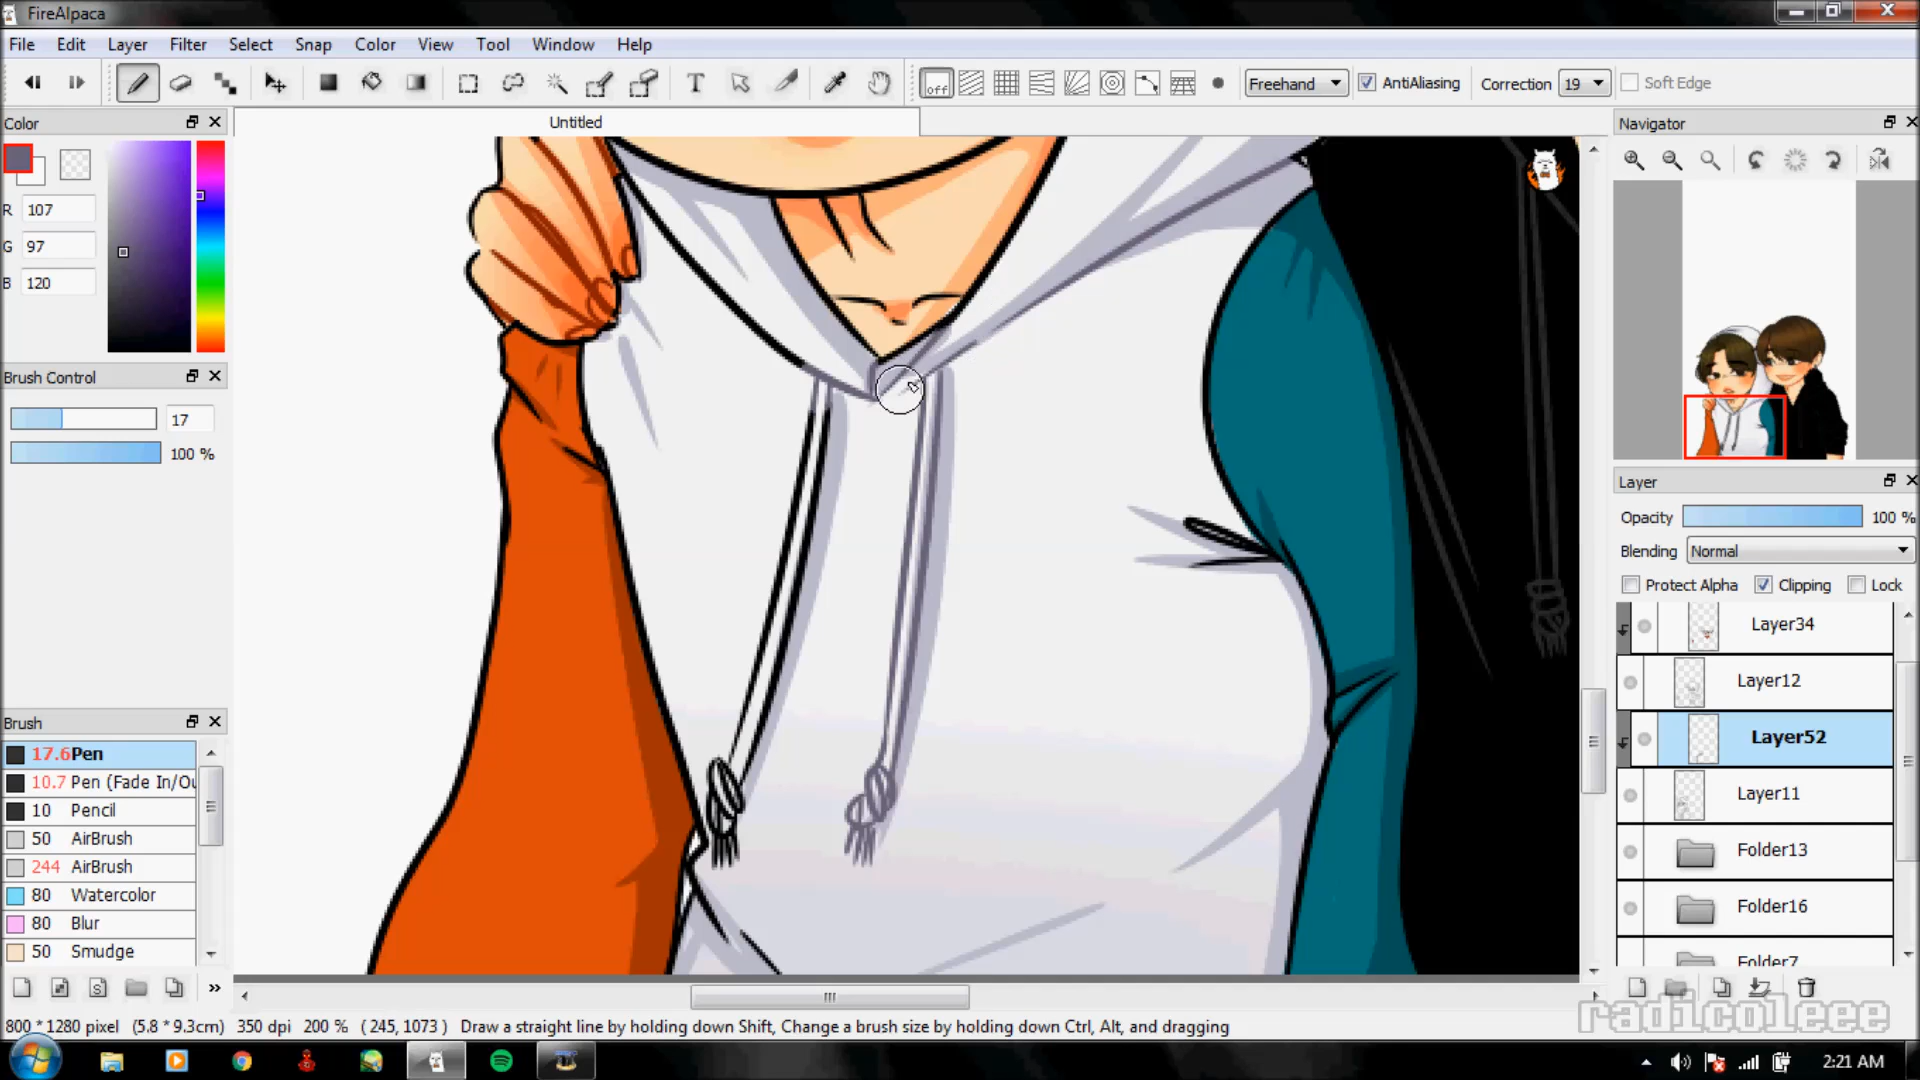 FireAlpaca
File Edit Layer Filter Select Snap Color View Tool Window Help
off Freehand AntiAliasing Correction 19 Soft Edge
Color
Untitled
Navigator
R 107
G 97
B 120
Brush Control
17
100 %
Layer
Opacity 100 %
Blending Normal
Protect Alpha Clipping Lock
Layer34
Layer12
Layer52
Layer11
Folder13
Folder16
Folder7
Brush
17.6 Pen
10.7 Pen (Fade In/Ou
10 Pencil
50 AirBrush
244 AirBrush
80 Watercolor
80 Blur
50 Smudge
radicoleee
800 * 1280 pixel (5.8 * 9.3cm) 350 dpi 200 % (245, 1073) Draw a straight line by holding down Shift, Change a brush size by holding down Ctrl, Alt, and dragging
2:21 AM